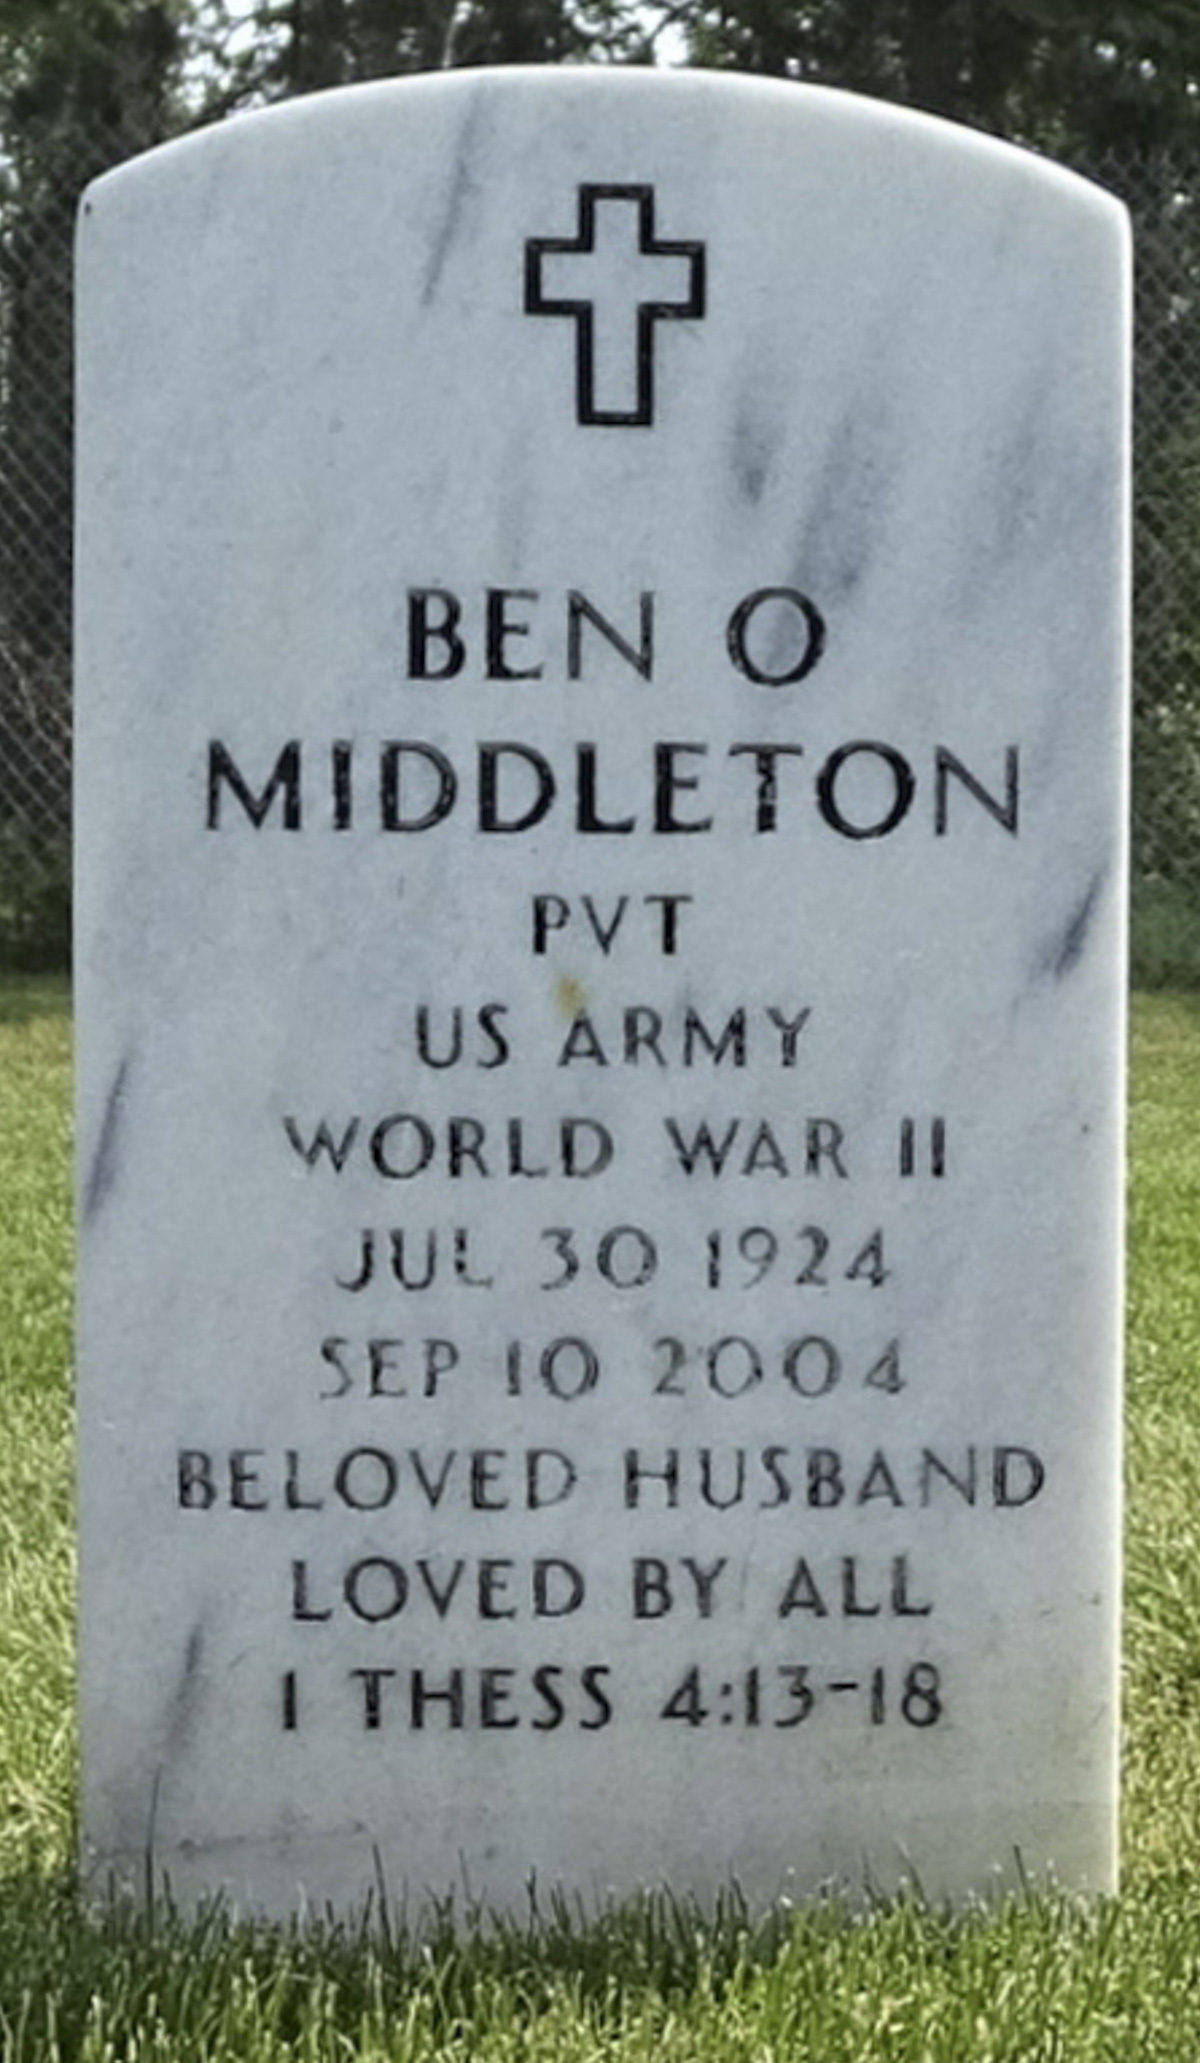 BEN O
MIDDLETON
PVT
US ARMY
WORLD WAR II
JUL 30 1924
SEP 10 2004
BELOVED HUSBAND
LOVED BY ALL
1 THESS 4:13-18